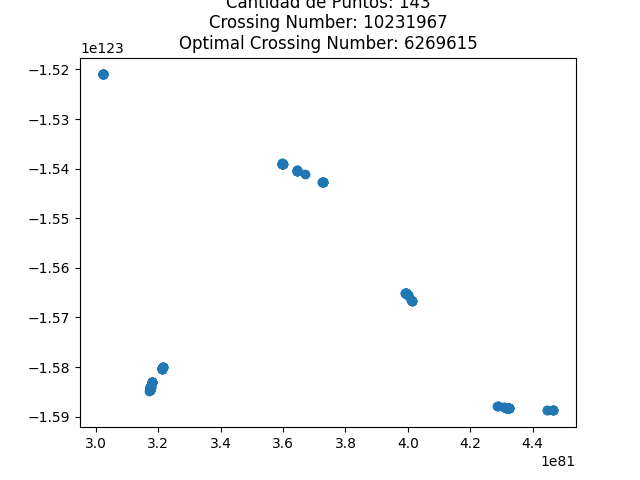 Cantidad de Puntos: 143
Crossing Number: 10231967
Optimal Crossing Number: 6269615
1e123
−1.52
−1.53
−1.54
−1.55
−1.56
−1.57
−1.58
−1.59
3.0 3.2 3.4 3.6 3.8 4.0 4.2 4.4
1e81